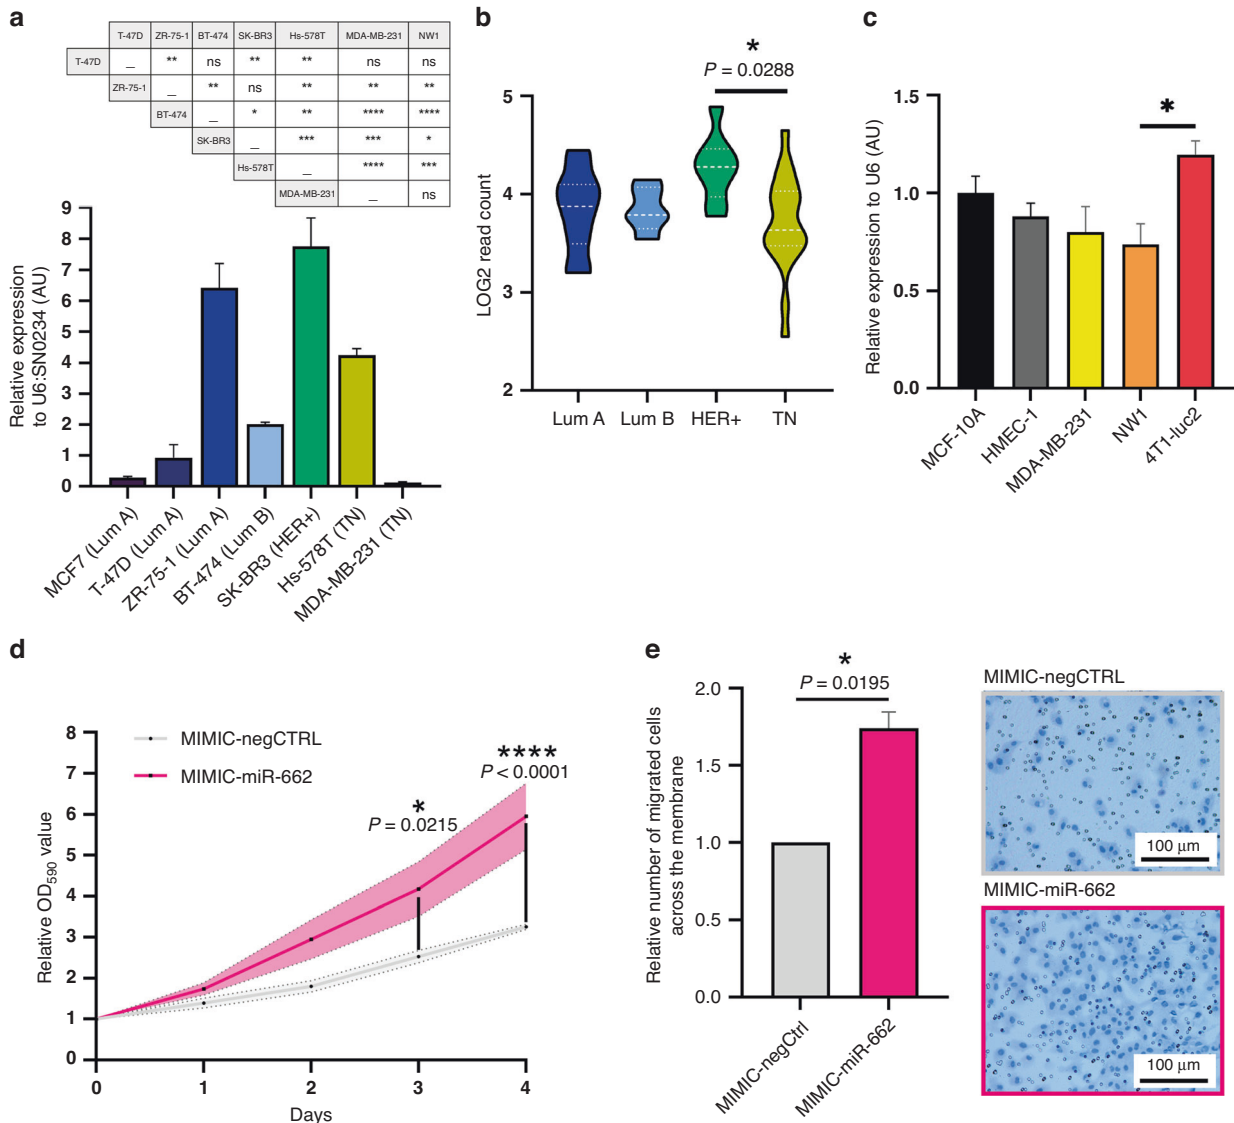 a
T-47D ZR-75-1 BT-474 SK-BR3 Hs-578T MDA-MB-231 NW1
T-47D _ ** ns ** ** ns ns
ZR-75-1 _ ** ns ** ** **
BT-474 _ * ** **** ****
SK-BR3 _ *** *** *
Hs-578T _ **** ***
MDA-MB-231 _ ns
Relative expression
to U6:SN0234 (AU)
9
8
7
6
5
4
3
2
1
0
MCF7 (Lum A)
T-47D (Lum A)
ZR-75-1 (Lum A)
BT-474 (Lum B)
SK-BR3 (HER+)
Hs-578T (TN)
MDA-MB-231 (TN)
b
*
P = 0.0288
LOG2 read count
5
4
3
2
Lum A Lum B HER+ TN
c
*
Relative expression to U6 (AU)
1.5
1.0
0.5
0.0
MCF-10A
HMEC-1
MDA-MB-231
NW1
4T1-luc2
d
MIMIC-negCTRL
MIMIC-miR-662
****
P < 0.0001
*
P = 0.0215
Relative OD590 value
8
7
6
5
4
3
2
1
0
0 1 2 3 4
Days
e
*
P = 0.0195
Relative number of migrated cells
across the membrane
2.0
1.5
1.0
0.5
0.0
MIMIC-negCtrl
MIMIC-miR-662
MIMIC-negCTRL
100 µm
MIMIC-miR-662
100 µm